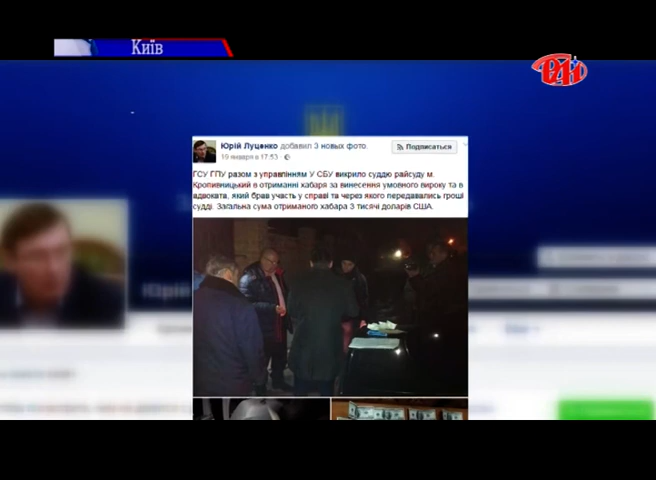 Київ
Юрій Луценко добавил 3 новых фото.
Подписаться
19 января в 17:53
ГСУ ГПУ разом з управлінням У СБУ викрило суддю райсуду м.
Кропивницький в отриманні хабаря за винесення умовного вироку та в
адвоката, який брав участь у справі та через якого передавались гроші
судді. Загальна сума отриманого хабара 3 тисячі доларів США.
Юрій